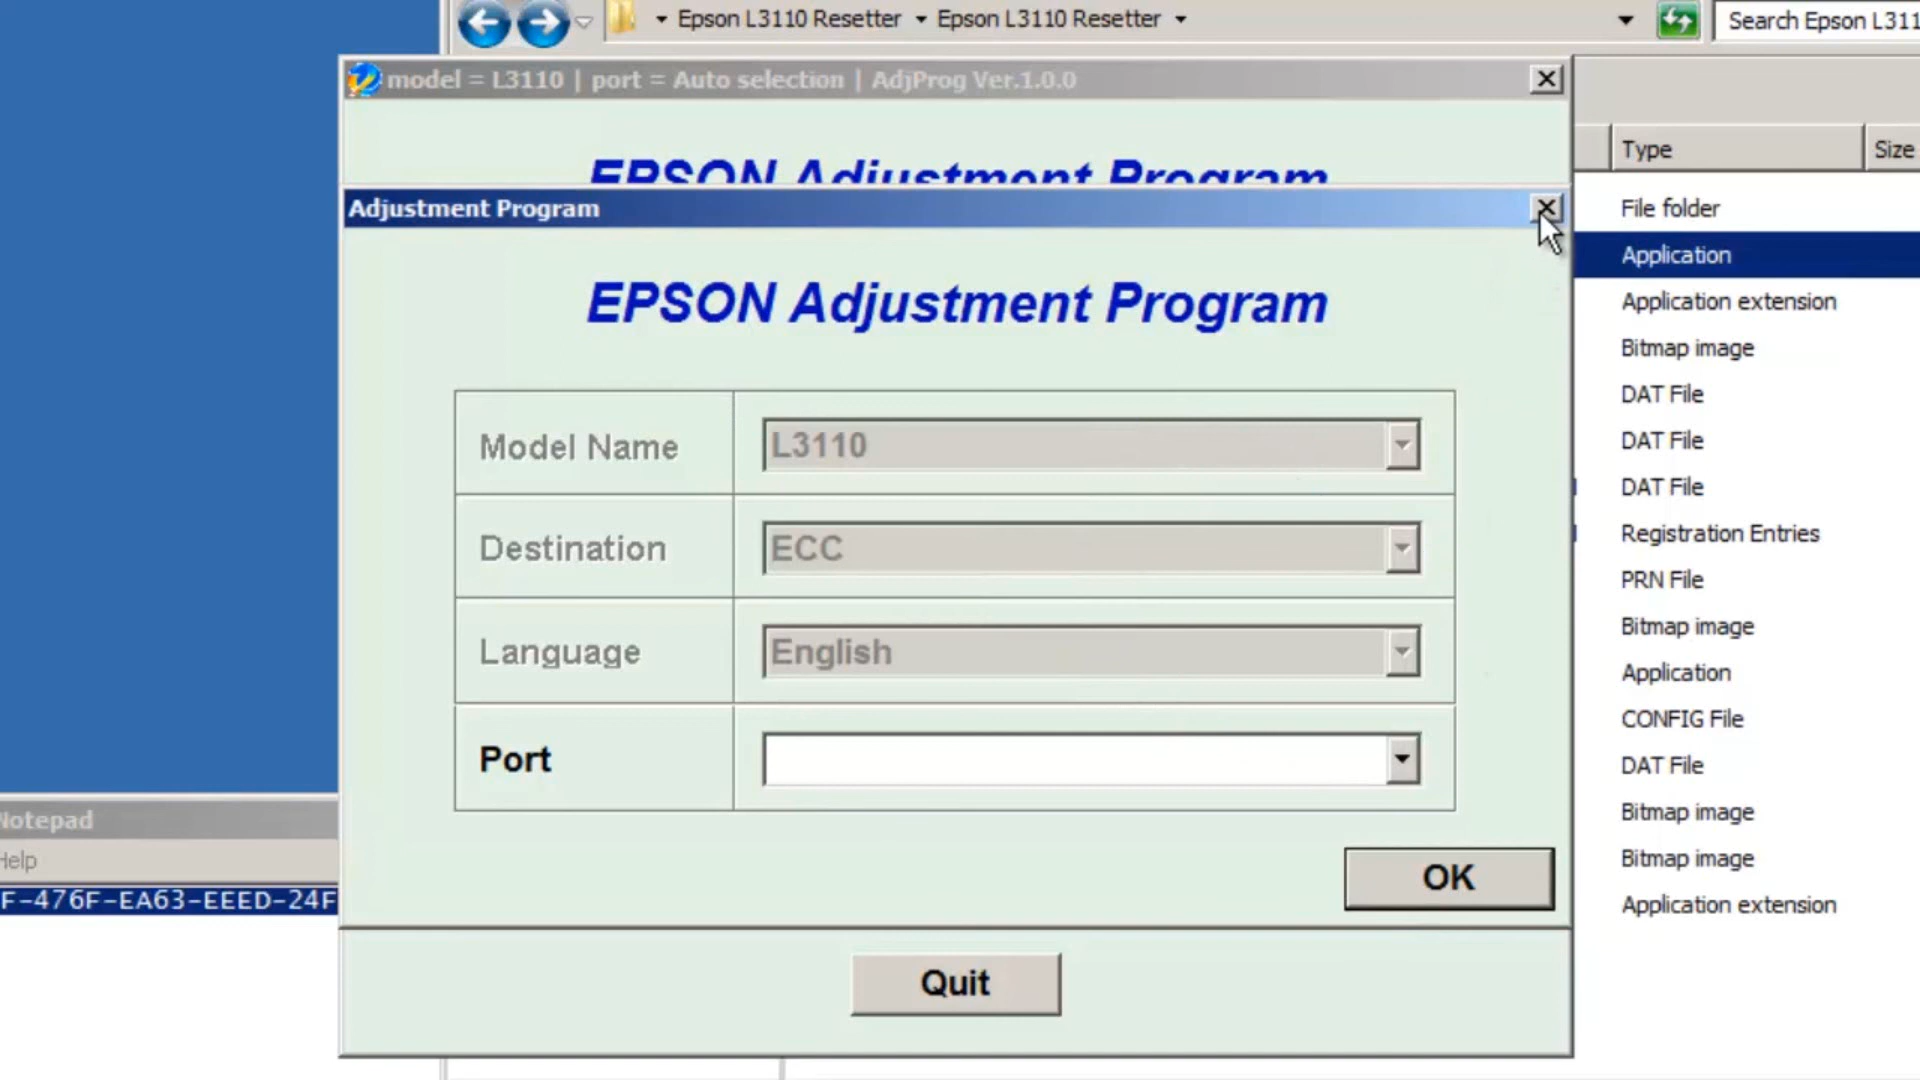 Epson L3110 Resetter Epson L3110 Resetter
Search Epson L311
model = L3110 | port = Auto selection | AdjProg Ver.1.0.0
EPSON Adjustment Program
Adjustment Program
EPSON Adjustment Program
Model Name L3110
Destination ECC
Language English
Port
OK
Quit
Type Size
File folder
Application
Application extension
Bitmap image
DAT File
DAT File
DAT File
Registration Entries
PRN File
Bitmap image
Application
CONFIG File
DAT File
Bitmap image
Bitmap image
Application extension
Notepad
Help
F-476F-EA63-EEED-24F